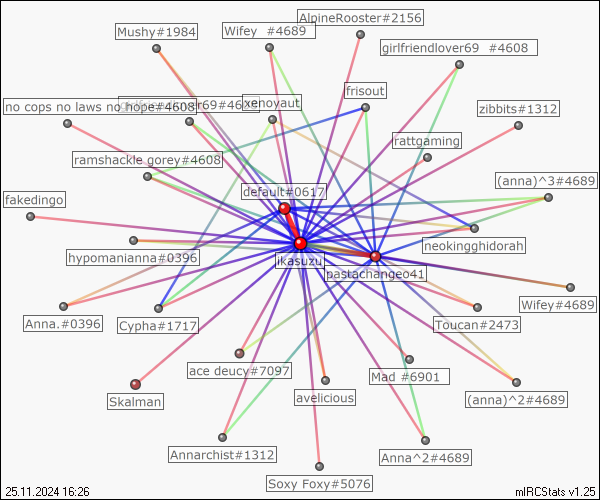 AlpineRooster#2156
Mushy#1984
Wifey #4689
girlfriendlover69 #4608
frisout
no cops no laws no hope#4608
xenoyaut
zibbits#1312
rattgaming
ramshackle gorey#4608
(anna)^3#4689
default#0617
fakedingo
neokingghidorah
hypomanianna#0396
ikasuzu
pastachangeo41
Wifey#4689
Anna.#0396
Cypha#1717
Toucan#2473
ace deucy#7097
Mad #6901
Skalman
avelicious
(anna)^2#4689
Annarchist#1312
Anna^2#4689
Soxy Foxy#5076
25.11.2024 16:26
mIRCStats v1.25